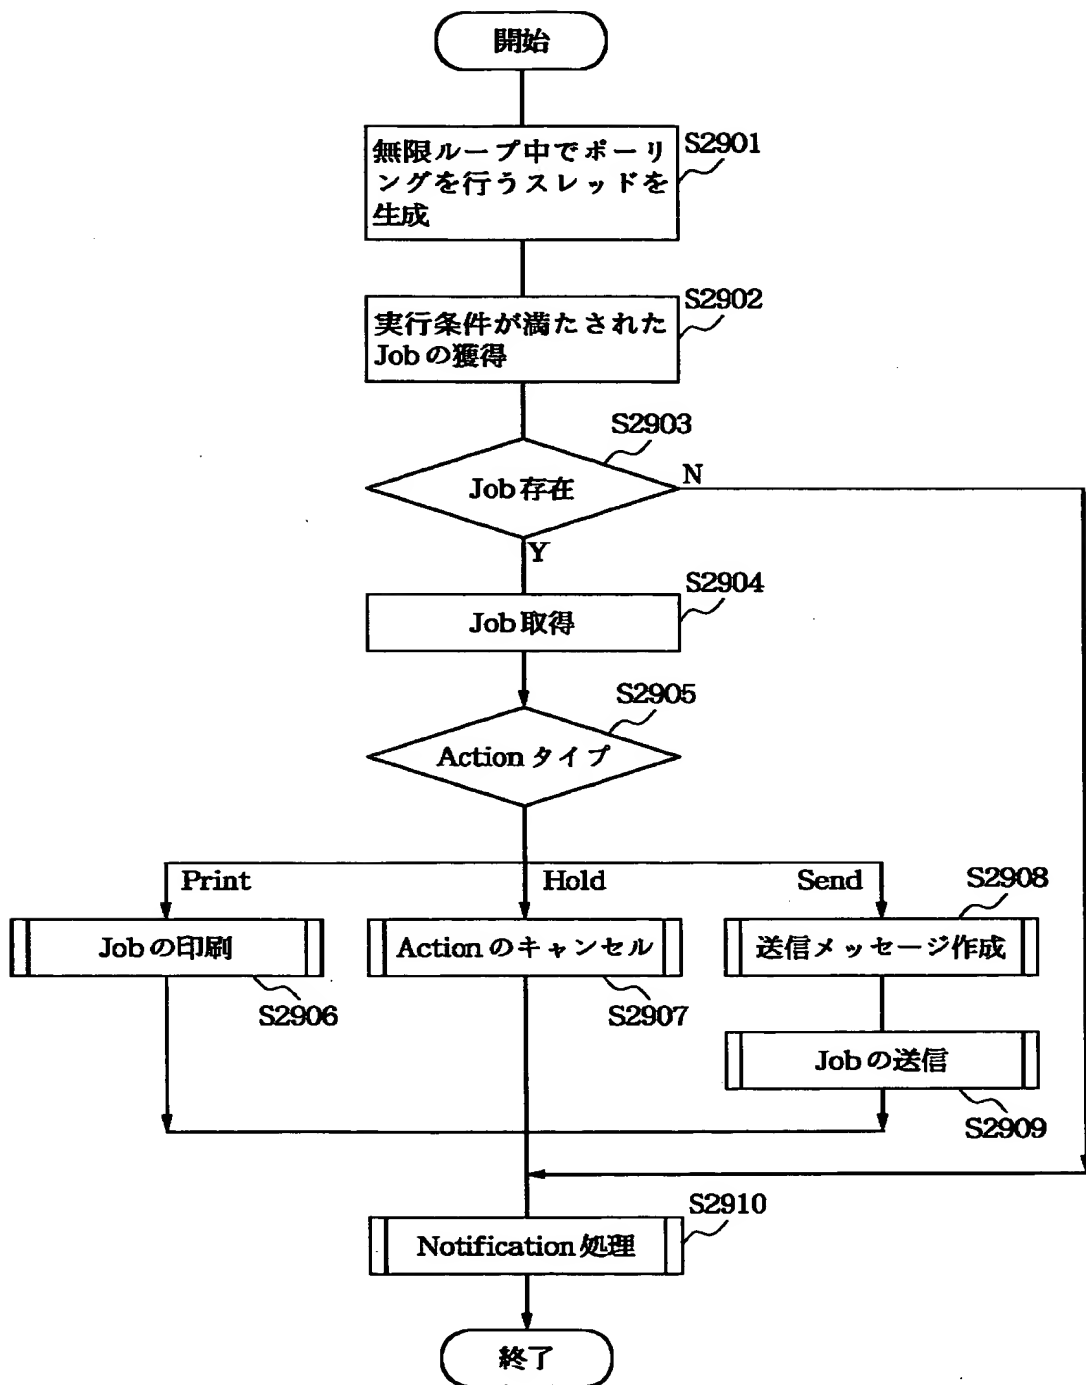 開始
S2901
無限ループ中でポーリ
ングを行うスレッドを
生成
S2902
実行条件が満たされた
Jobの獲得
S2903
Job存在
N
Y
S2904
Job取得
S2905
Actionタイプ
Print
Hold
Send
S2908
Jobの印刷
Actionのキャンセル
送信メッセージ作成
S2906
S2907
Jobの送信
S2909
S2910
Notification処理
終了